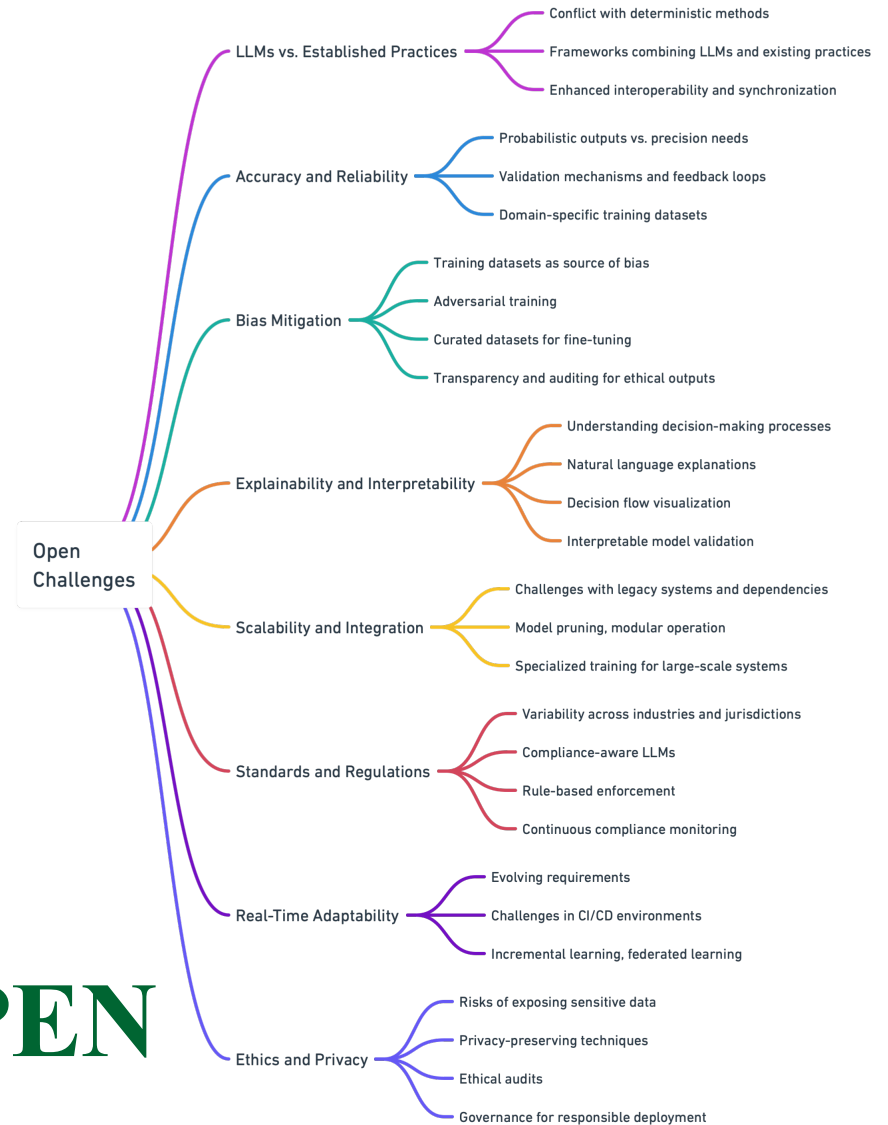 Conflict with deterministic methods
LLMs vs. Established Practices
Frameworks combining LLMs and existing practices
Enhanced interoperability and synchronization
Probabilistic outputs vs. precision needs
Accuracy and Reliability
Validation mechanisms and feedback loops
Domain-specific training datasets
Training datasets as source of bias
Adversarial training
Bias Mitigation
Curated datasets for fine-tuning
Transparency and auditing for ethical outputs
Understanding decision-making processes
Natural language explanations
Explainability and Interpretability
Decision flow visualization
Interpretable model validation
Open
Challenges
Challenges with legacy systems and dependencies
Scalability and Integration
Model pruning, modular operation
Specialized training for large-scale systems
Variability across industries and jurisdictions
Compliance-aware LLMs
Standards and Regulations
Rule-based enforcement
Continuous compliance monitoring
Evolving requirements
Real-Time Adaptability
Challenges in CI/CD environments
Incremental learning, federated learning
Risks of exposing sensitive data
Privacy-preserving techniques
Ethics and Privacy
Ethical audits
Governance for responsible deployment
PEN